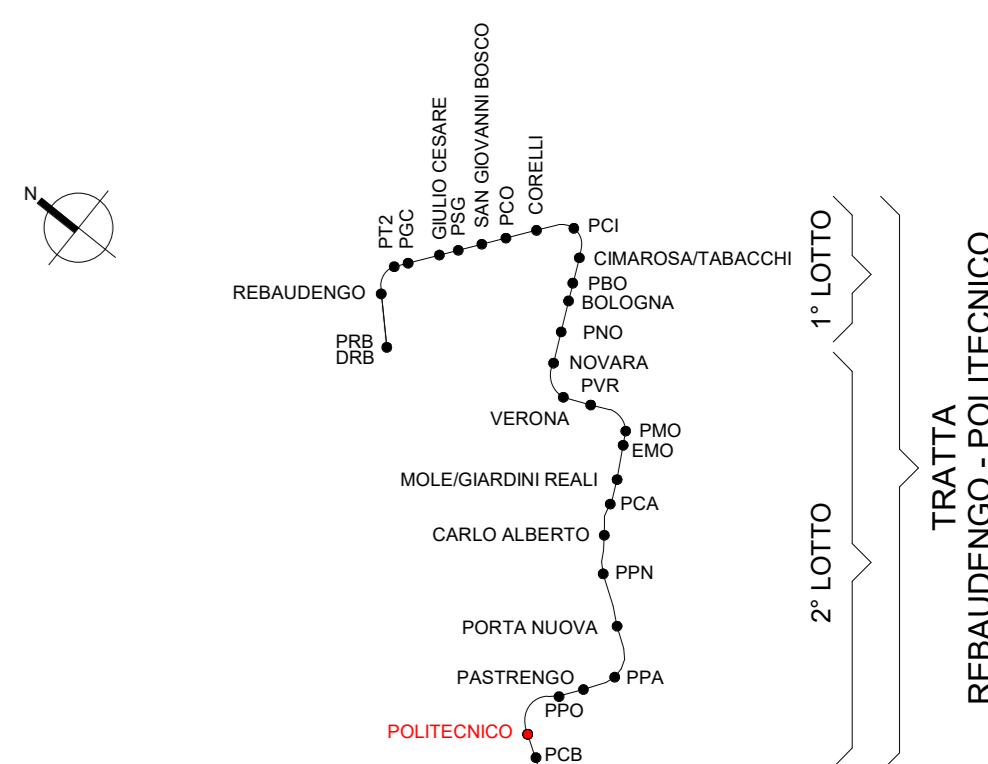 N
REBAUDENGO
PRB
DRB
PT2
PGC
GIULIO CESARE
PSG
SAN GIOVANNI BOSCO
PCO
CORELLI
PCI
CIMAROSA/TABACCHI
PBO
BOLOGNA
PNO
NOVARA
PVR
VERONA
PMO
EMO
MOLE/GIARDINI REALI
PCA
CARLO ALBERTO
PPN
PORTA NUOVA
PPA
PASTRENGO
PPO
POLITECNICO
PCB
1° LOTTO
2° LOTTO
TRATTA
REBAUDENGO - POLITECNICO